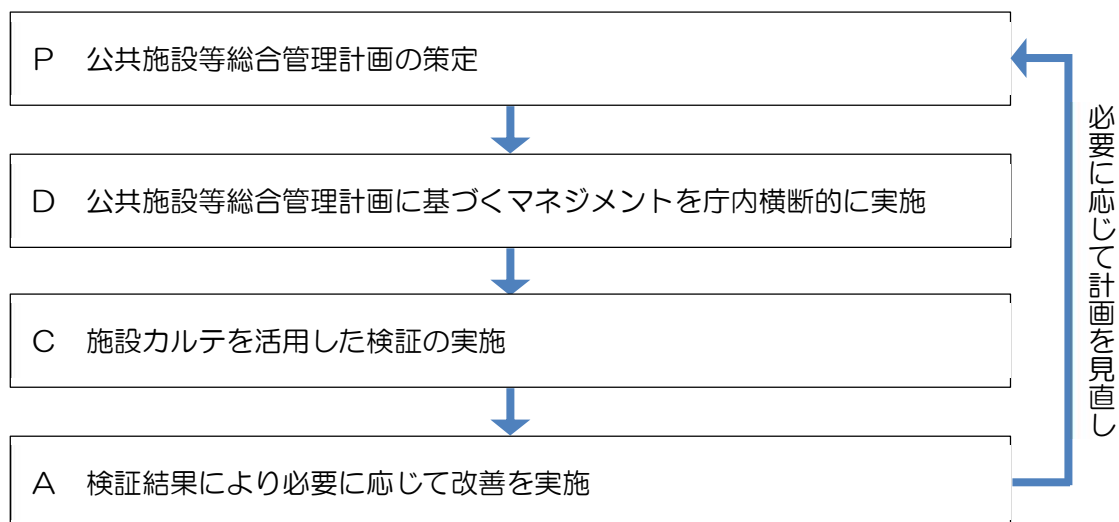 P 公共施設等総合管理計画の策定
D 公共施設等総合管理計画に基づくマネジメントを庁内横断的に実施
C 施設カルテを活用した検証の実施
A 検証結果により必要に応じて改善を実施
必要に応じて計画を見直し